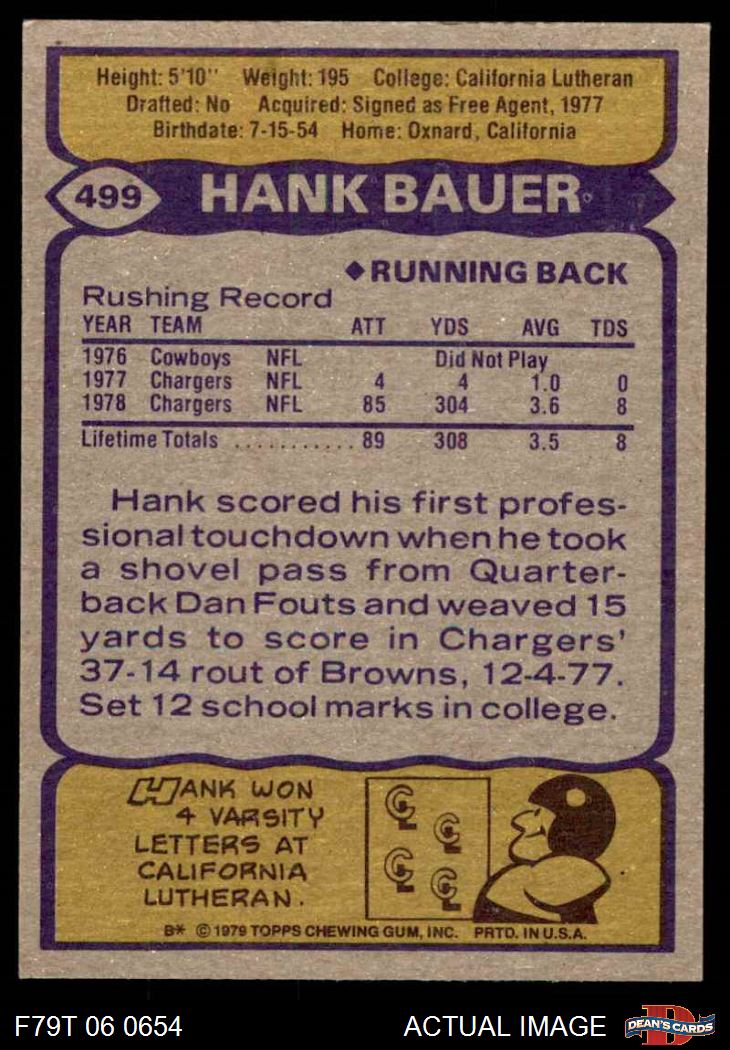 Height: 5'10" Weight: 195 College: California Lutheran
Drafted: No Acquired: Signed as Free Agent, 1977
Birthdate: 7-15-54 Home: Oxnard, California
499 HANK BAUER
◆RUNNING BACK
Rushing Record
YEAR TEAM ATT YDS AVG TDS
1976 Cowboys NFL Did Not Play
1977 Chargers NFL 4 4 1.0 0
1978 Chargers NFL 85 304 3.6 8
Lifetime Totals ........... 89 308 3.5 8
Hank scored his first profes-
sional touchdown when he took
a shovel pass from Quarter-
back Dan Fouts and weaved 15
yards to score in Chargers'
37-14 rout of Browns, 12-4-77.
Set 12 school marks in college.
HANK WON
4 VARSITY
LETTERS AT
CALIFORNIA
LUTHERAN.
CL CL
CL CL
B* © 1979 TOPPS CHEWING GUM, INC. PRTD. IN U.S.A.
F79T 06 0654 ACTUAL IMAGE D DEAN'S CARDS